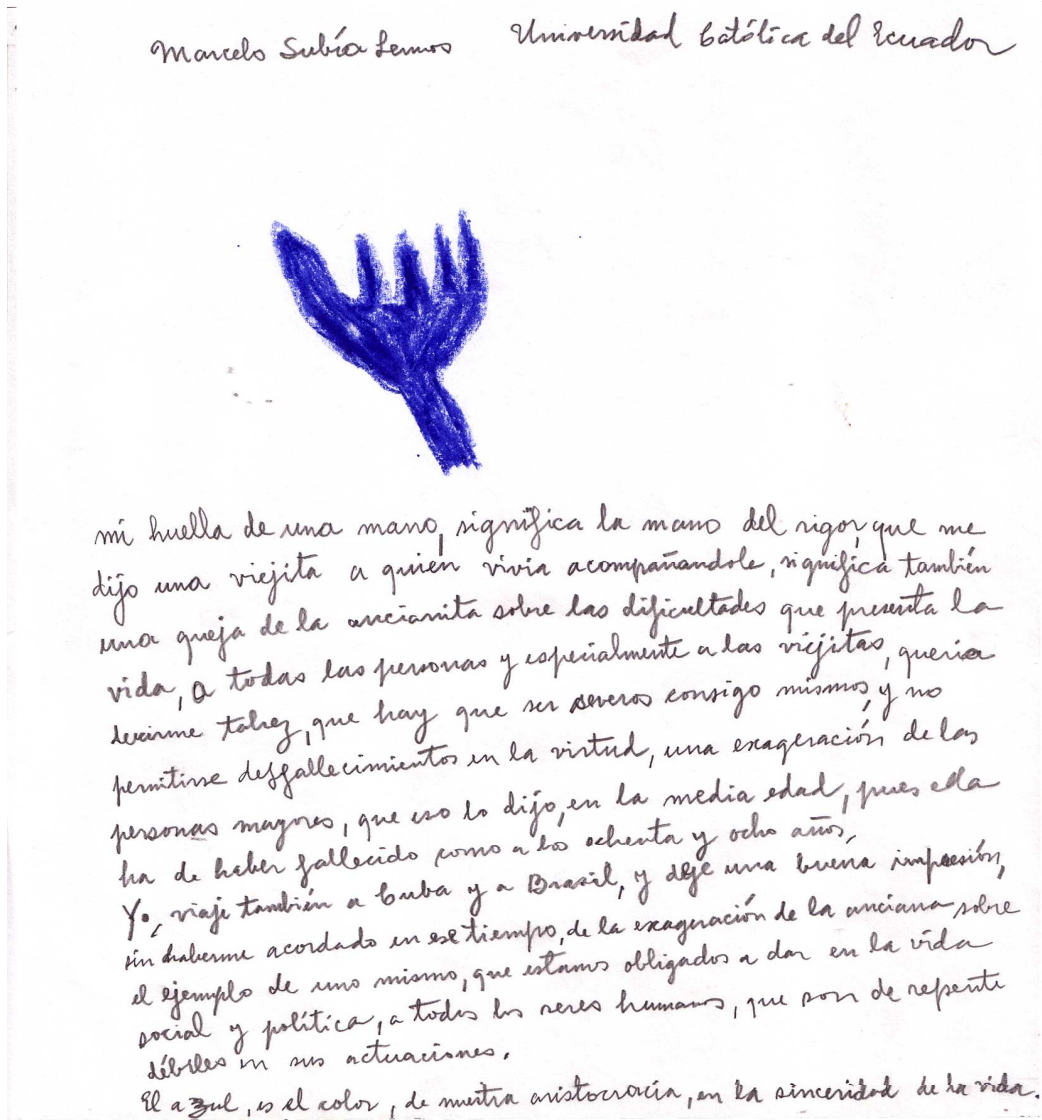 Marcelo Subía Lemos Universidad Católica del Ecuador
mi huella de una mano, significa la mano del rigor, que me
dijo una viejita a quien vivia acompañandole, significa también
una queja de la ancianita sobre las dificultades que presenta la
vida, a todas las personas y especialmente a las viejitas, queria
decirme talvez, que hay que ser severos consigo mismos, y no
permitirse desfallecimientos en la virtud, una exageración de las
personas mayores, que eso lo dijo, en la media edad, pues ella
ha de haber fallecido como a los ochenta y ocho años.
Yo, viaje también a Cuba y a Brasil, y deje una buena impresión,
sin haberme acordado en ese tiempo, de la exageración de la anciana sobre
el ejemplo de uno mismo, que estamos obligados a dar en la vida
social y política, a todos los seres humanos, que son de repente
débiles en sus actuaciones.
El azul, es el color, de nuestra aristocracia, en la sinceridad de la vida.